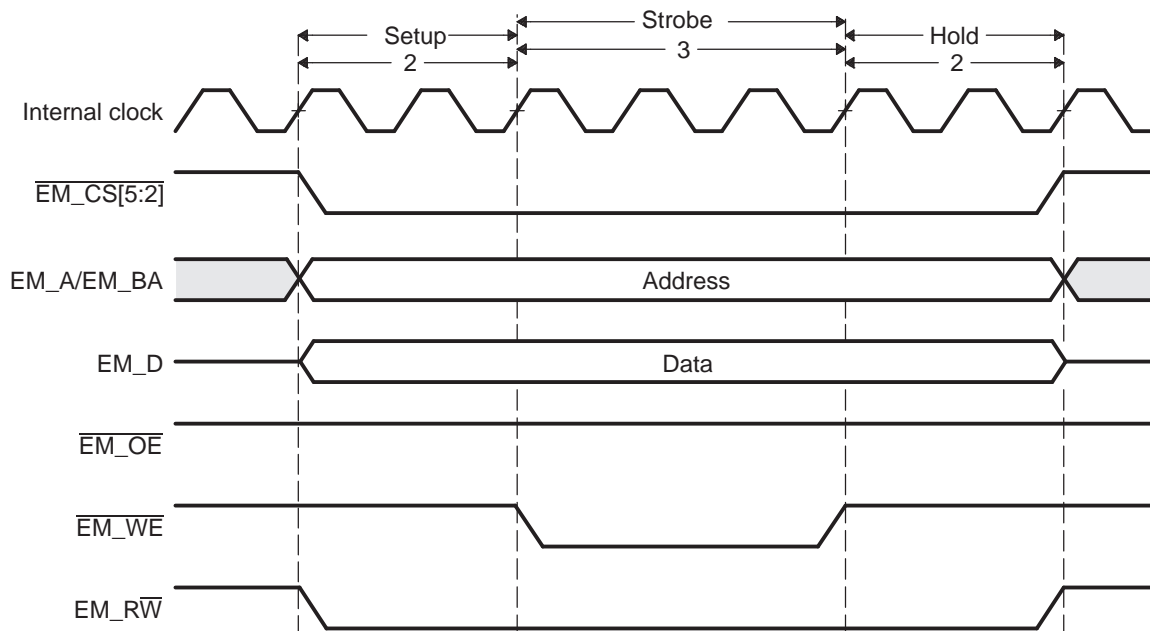 Setup
2
Strobe
3
Hold
2
Internal clock
EM_CS[5:2]
EM_A/EM_BA
Address
EM_D
Data
EM_OE
EM_WE
EM_RW